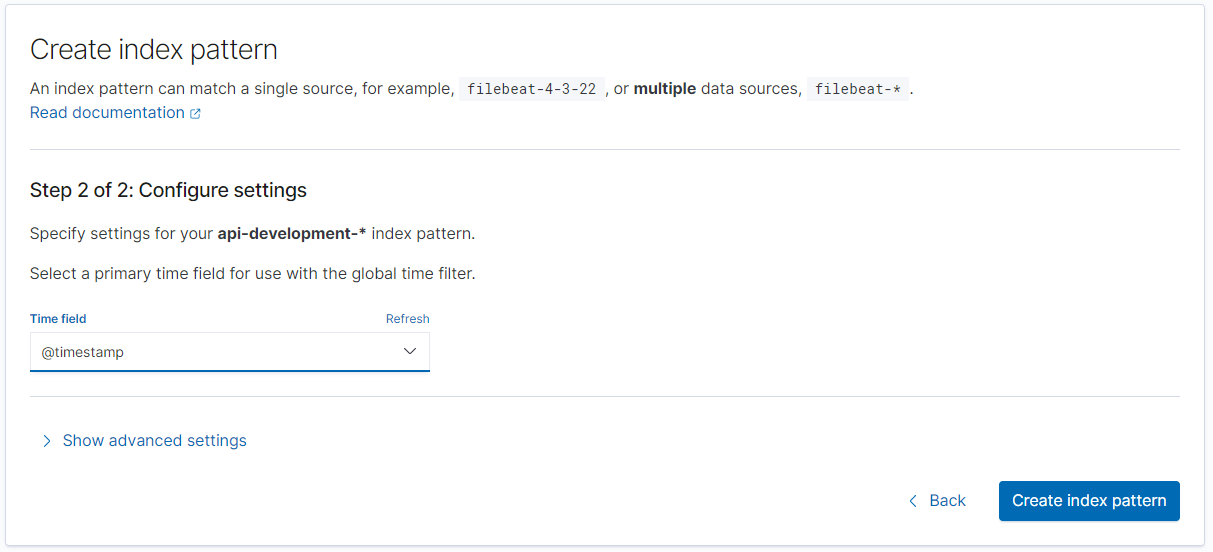 Create index pattern
An index pattern can match a single source, for example, filebeat-4-3-22 , or multiple data sources, filebeat-* .
Read documentation
Step 2 of 2: Configure settings
Specify settings for your api-development-* index pattern.
Select a primary time field for use with the global time filter.
Time field Refresh
@timestamp
Show advanced settings
Back Create index pattern